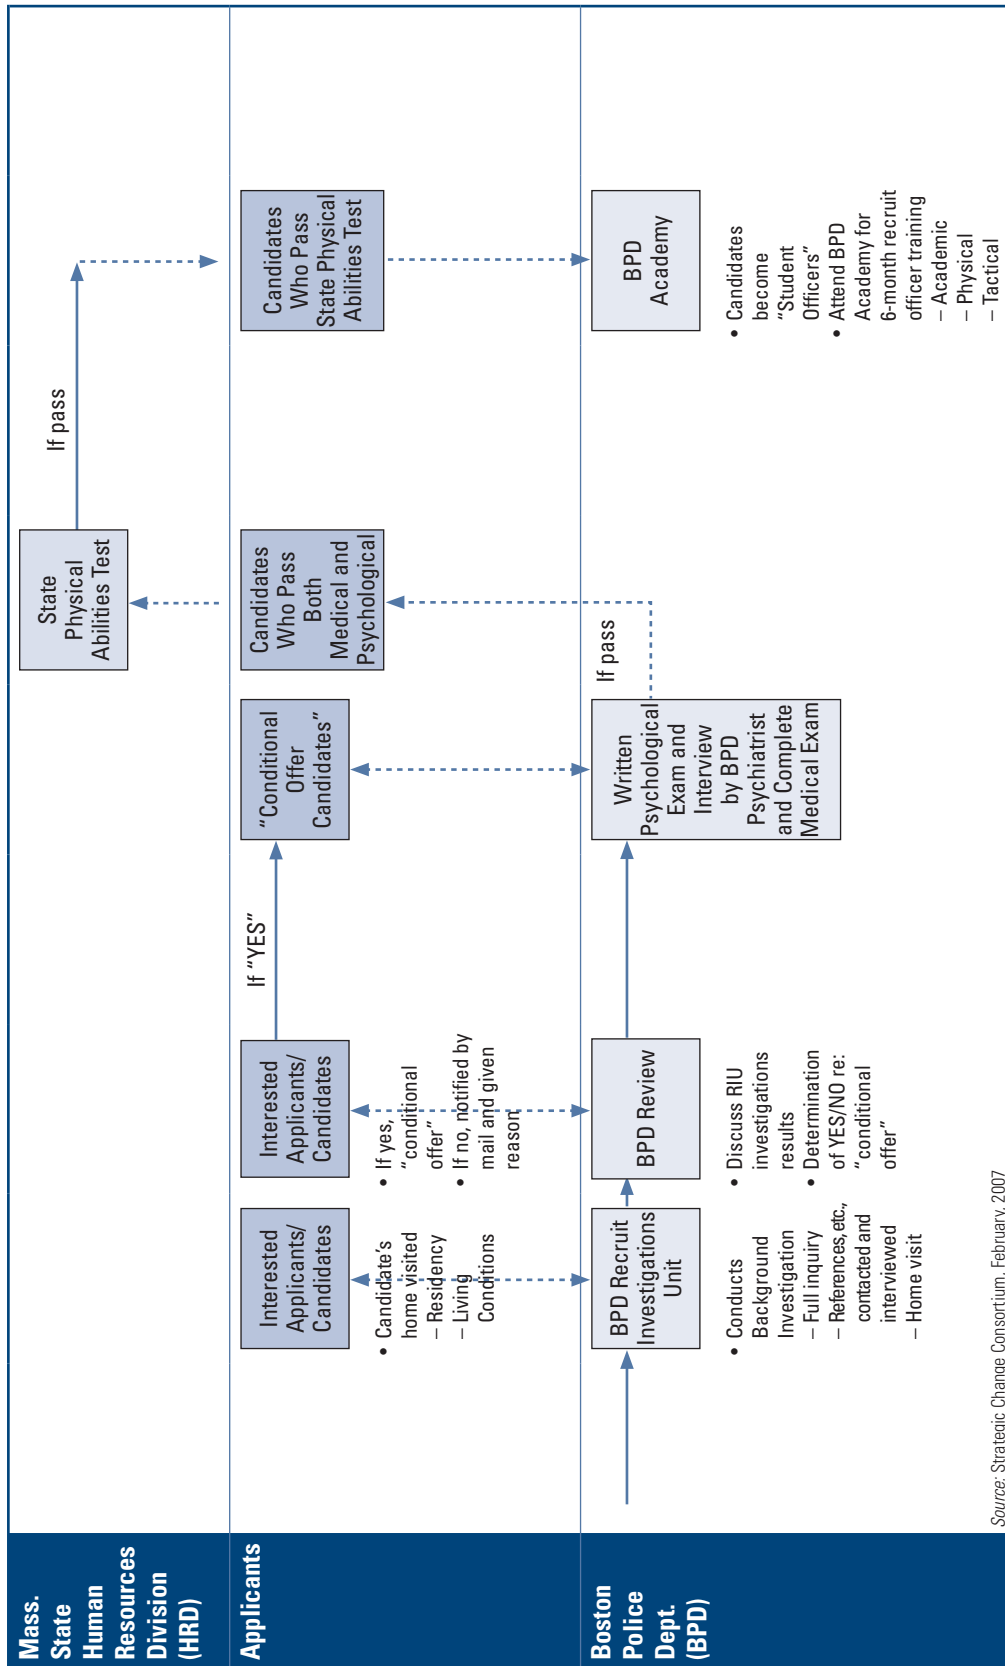 Mass.
State
Human
Resources
Division
(HRD)
State
Physical
Abilities Test
If pass
Applicants
Interested
Applicants/
Candidates
• Candidate's
home visited
– Residency
– Living
Conditions
Interested
Applicants/
Candidates
• If yes,
"conditional
offer"
• If no, notified by
mail and given
reason
If "YES"
"Conditional
Offer
Candidates"
Candidates
Who Pass
Both
Medical and
Psychological
Candidates
Who Pass
State Physical
Abilities Test
Boston
Police
Dept.
(BPD)
BPD Recruit
Investigations
Unit
• Conducts
Background
Investigation
– Full inquiry
– References, etc.,
contacted and
interviewed
– Home visit
BPD Review
• Discuss RIU
investigations
results
• Determination
of YES/NO re:
"conditional
offer"
Written
Psychological
Exam and
Interview
by BPD
Psychiatrist
and Complete
Medical Exam
If pass
BPD
Academy
• Candidates
become
"Student
Officers"
• Attend BPD
Academy for
6-month recruit
officer training
– Academic
– Physical
– Tactical
Source: Strategic Change Consortium, February, 2007